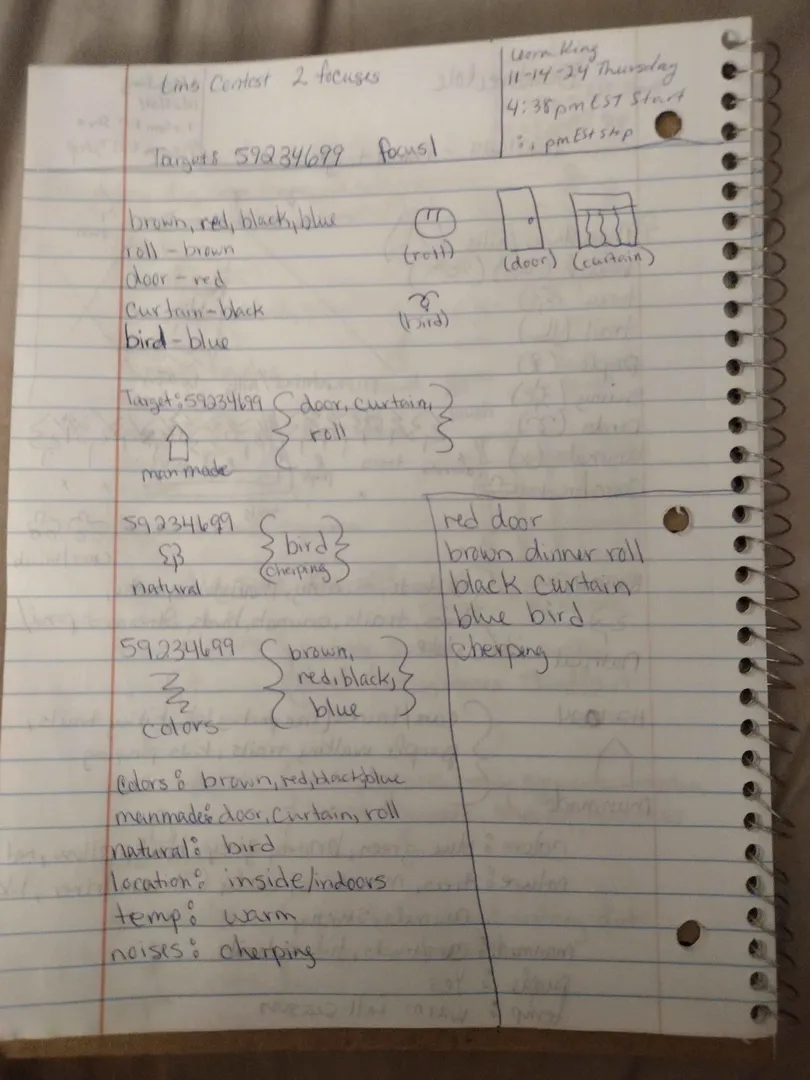 Contest 2 focuses
King
11-14-24 Thursday
4:38pm EST Start
: pm EST stop
Target: 59234699 focus1
brown, red, black, blue
roll - brown
door - red
curtain - black
bird - blue
(roll)
(door) (curtain)
(bird)
Target: 59234699 { door, curtain, roll }
manmade
59234699 { bird (cherping) }
natural
59234699 { brown, red, black, blue }
colors
red door
brown dinner roll
black curtain
blue bird
cherping
colors: brown, red, black, blue
manmade: door, curtain, roll
natural: bird
location: inside/indoors
temp: warm
noises: cherping